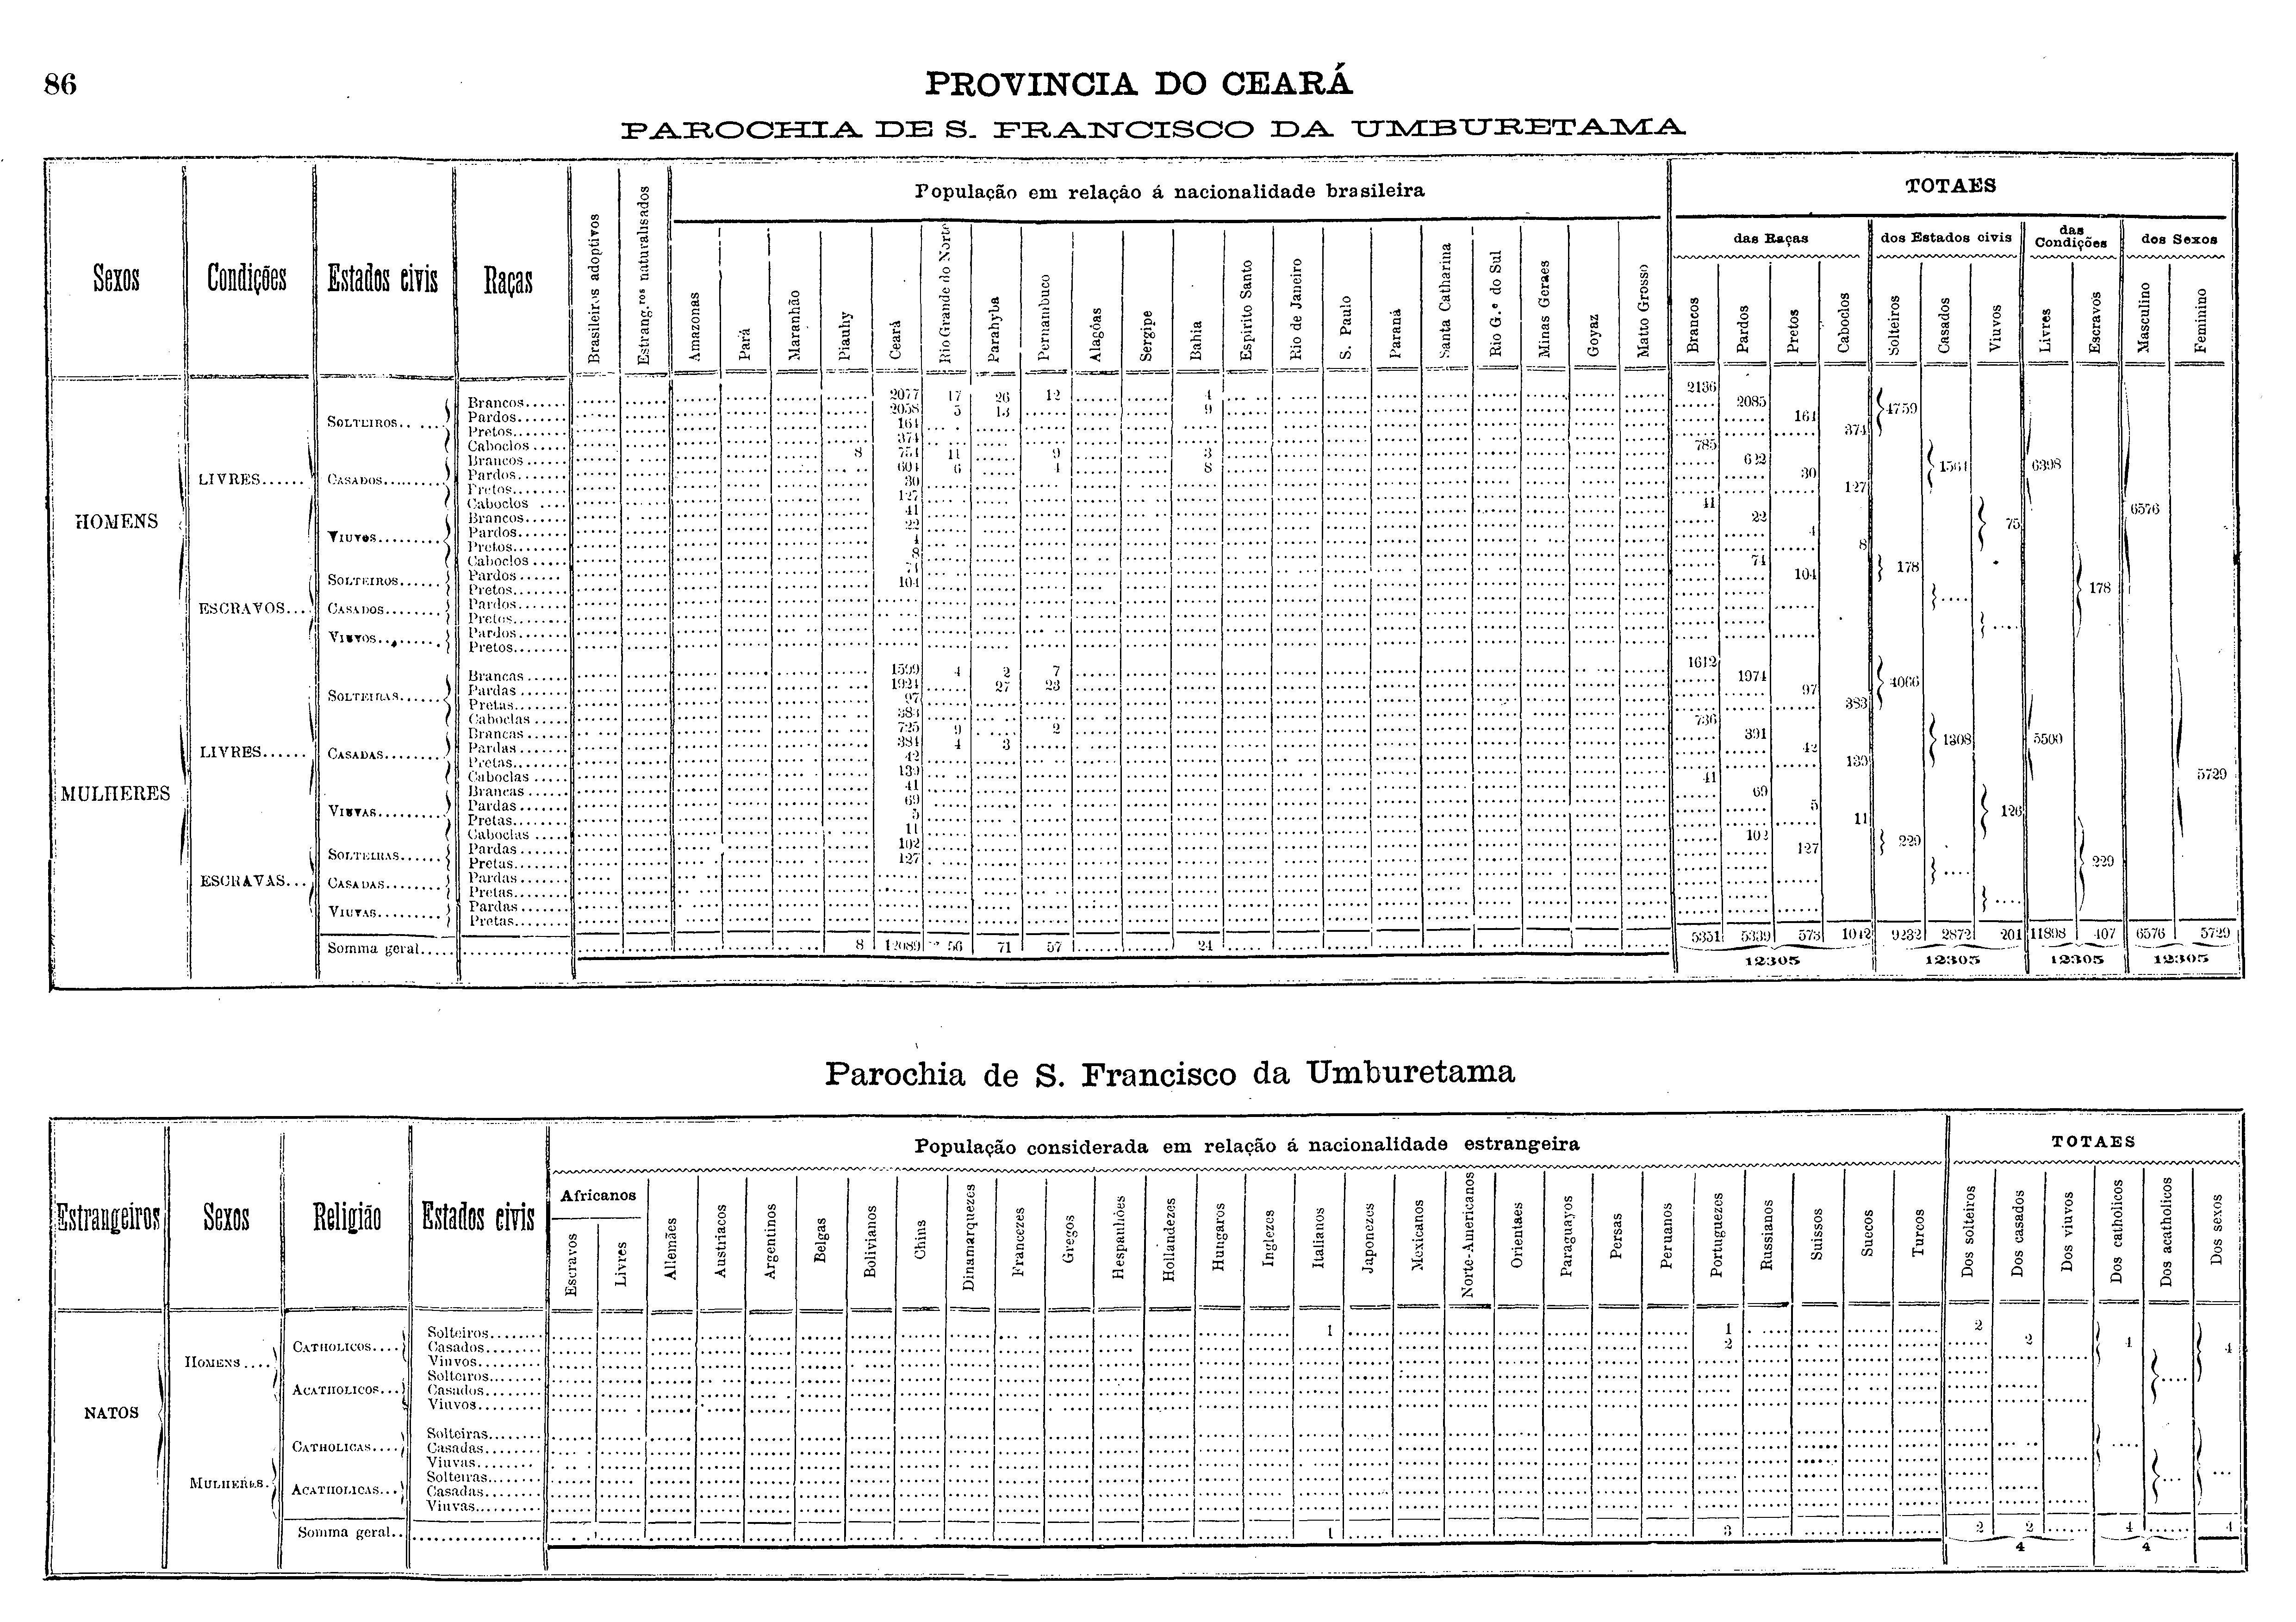 86
PROVINCIA DO CEARÁ
PAROCHIA DE S. FRANCISCO DA UMBURETAMA
Sexos Condições Estados civis Raças Brasileiros adoptivos Estrang.ros naturalisados População em relação á nacionalidade brasileira TOTAES
das Raças dos Estados civis das Condições dos Sexos
Amazonas Pará Maranhão Piauhy Ceará Rio Grande do Norte Parahyba Pernambuco Alagôas Sergipe Bahia Espirito Santo Rio de Janeiro S. Paulo Paraná Santa Catharina Rio G.e do Sul Minas Geraes Goyaz Matto Grosso Brancos Pardos Pretos Caboclos Solteiros Casados Viuvos Livres Escravos Masculino Feminino
HOMENS LIVRES...... SOLTEIROS.. ....
Brancos...... 2077 17 26 12 4 2136
Pardos....... 2058 5 13 9 2085
Pretos....... 164 164
Caboclos..... 374 374
4759
CASADOS.........
Brancos...... 8 754 11 9 3 785
Pardos....... 604 6 4 8 622
Pretos....... 30 30
Caboclos .... 127 127
1564 6398
VIUVOS........
Brancos...... 41 41
Pardos....... 22 22
Pretos....... 4 4
Caboclos..... 8 8
75 6576
ESCRAVOS... SOLTEIROS......
Pardos....... 74 74
Pretos....... 104 104
178 178
CASADOS........
Pardos.......
Pretos.......
VIUVOS........
Pardos.......
Pretos.......
MULHERES LIVRES...... SOLTEIRAS......
Brancas...... 1599 4 2 7 1612
Pardas....... 1924 27 23 1974
Pretas....... 97 97
Caboclas..... 383
4066
CASADAS........
Brancas...... 725 9 2 736
Pardas....... 384 4 3 391
Pretas....... 42 42
Caboclas..... 139 139
1308 5500
VIUVAS.........
Brancas...... 41 41
Pardas....... 69 69
Pretas....... 5 5
Caboclas..... 11 11
126 5729
ESCRAVAS... SOLTEIRAS......
Pardas....... 102 102
Pretas....... 127 127
229 229
CASADAS.......
Pardas.......
Pretas.......
VIUVAS.........
Pardas.......
Pretas.......
Somma geral..... 8 12089 56 71 57 24 5351 5339 573 1042 9232 2872 201 11898 407 6576 5729
12305 12305 12305 12305
Parochia de S. Francisco da Umburetama
Estrangeiros Sexos Religião Estados civis População considerada em relação á nacionalidade estrangeira TOTAES
Africanos
Escravos Livres Allemães Austriacos Argentinos Belgas Bolivianos Chins Dinamarquezes Francezes Gregos Hespanhóes Hollandezes Hungaros Inglezes Italianos Japonezes Mexicanos Norte-Americanos Orientaes Paraguayos Persas Peruanos Portuguezes Russianos Suissos Suecos Turcos Dos solteiros Dos casados Dos viuvos Dos catholicos Dos acatholicos Dos sexos
NATOS HOMENS.... CATHOLICOS....
Solteiros....... 1 1 2
Casados........ 2 2 4 4
Viuvos.........
ACATHOLICOS...
Solteiros.......
Casados........
Viuvos.........
MULHERES. CATHOLICAS....
Solteiras.......
Casadas........
Viuvas.........
ACATHOLICAS...
Solteiras.......
Casadas........
Viuvas.........
Somma geral.. 1 3 2 2 4 4
4 4